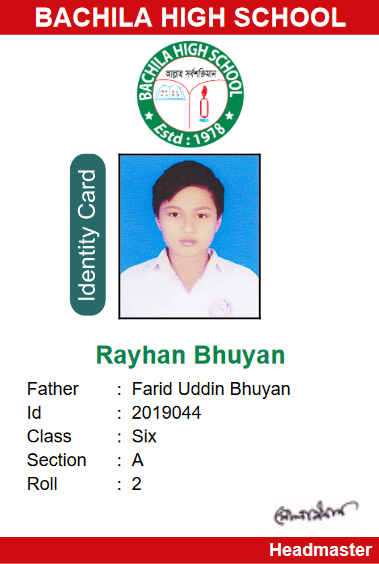 BACHILA HIGH SCHOOL
BACHILA HIGH SCHOOL
আল্লাহ সর্বশক্তিমান
Estd : 1978
Identity Card
Rayhan Bhuyan
Father : Farid Uddin Bhuyan
Id : 2019044
Class : Six
Section : A
Roll : 2
Headmaster